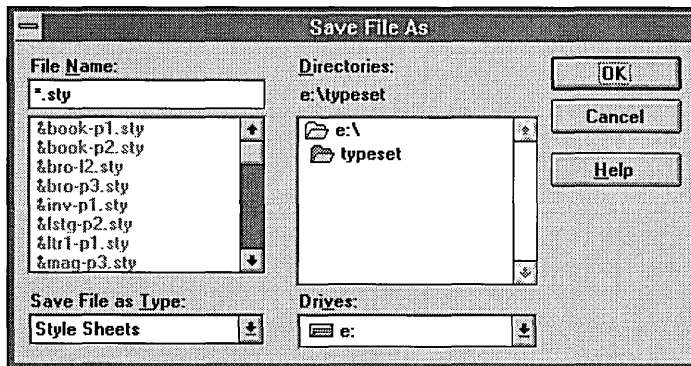 Save File As
File Name:
*.sty
&book-p1.sty
&book-p2.sty
&bro-l2.sty
&bro-p3.sty
&inv-p1.sty
&lstg-p2.sty
&ltr1-p1.sty
&mag-p3.sty
Save File as Type:
Style Sheets
Directories:
e:\typeset
e:\
typeset
Drives:
e:
OK
Cancel
Help